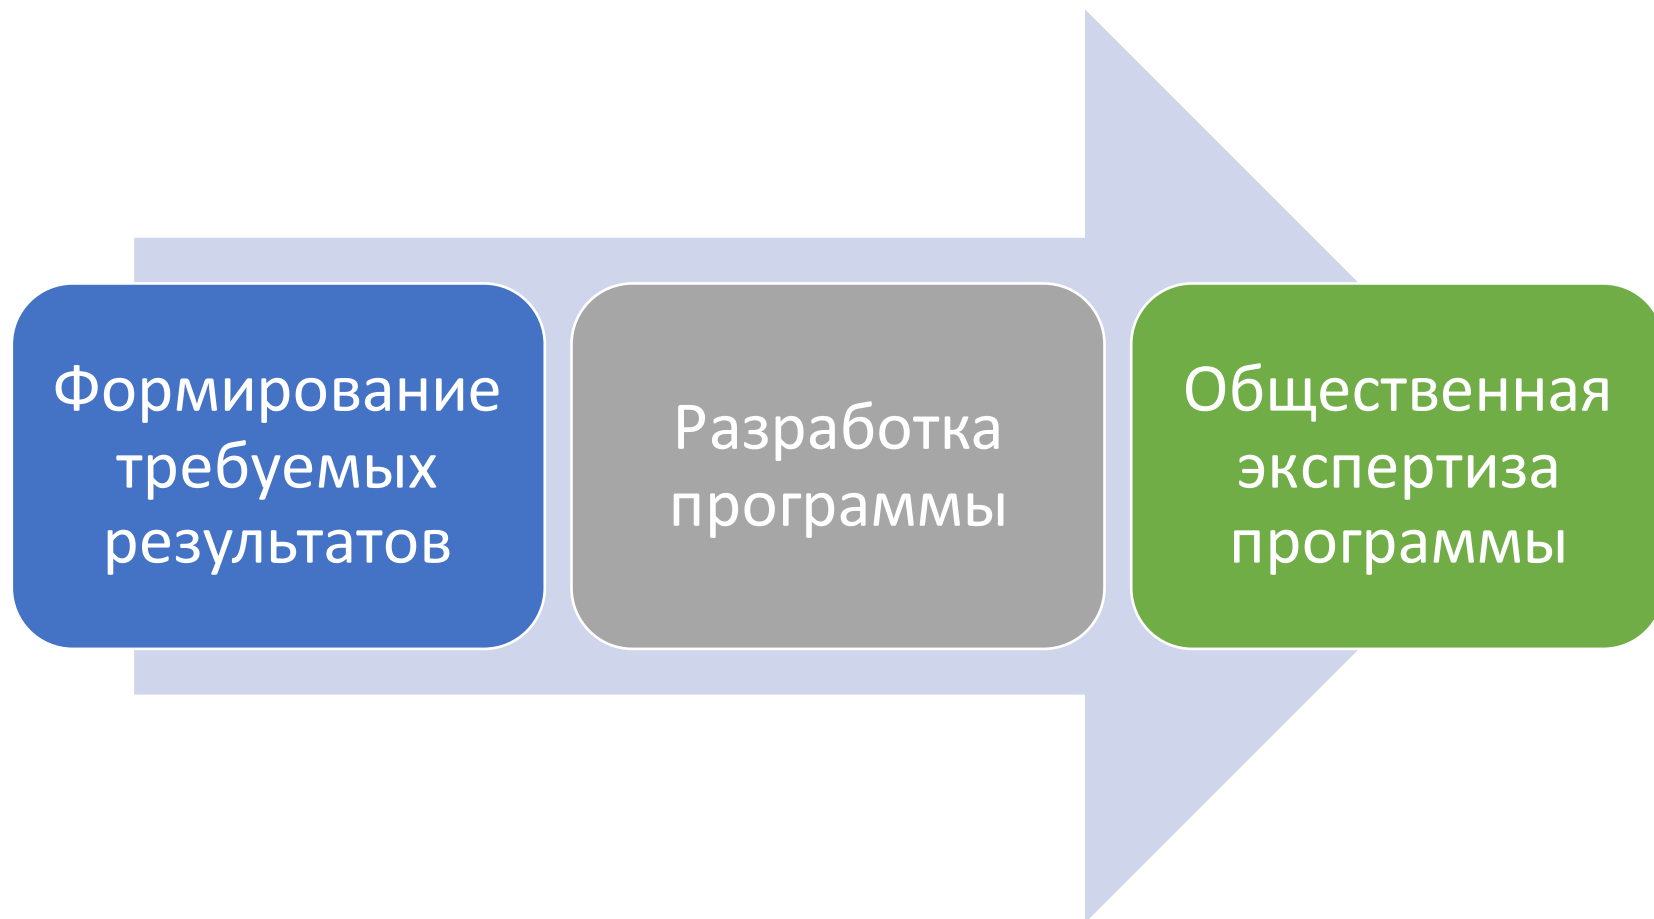 Формирование
требуемых
результатов
Разработка
программы
Общественная
экспертиза
программы